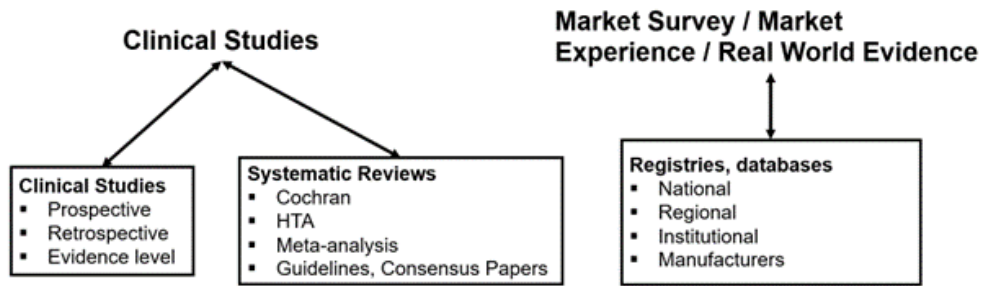 Clinical Studies
Market Survey / Market
Experience / Real World Evidence
Clinical Studies
▪ Prospective
▪ Retrospective
▪ Evidence level
Systematic Reviews
▪ Cochran
▪ HTA
▪ Meta-analysis
▪ Guidelines, Consensus Papers
Registries, databases
▪ National
▪ Regional
▪ Institutional
▪ Manufacturers